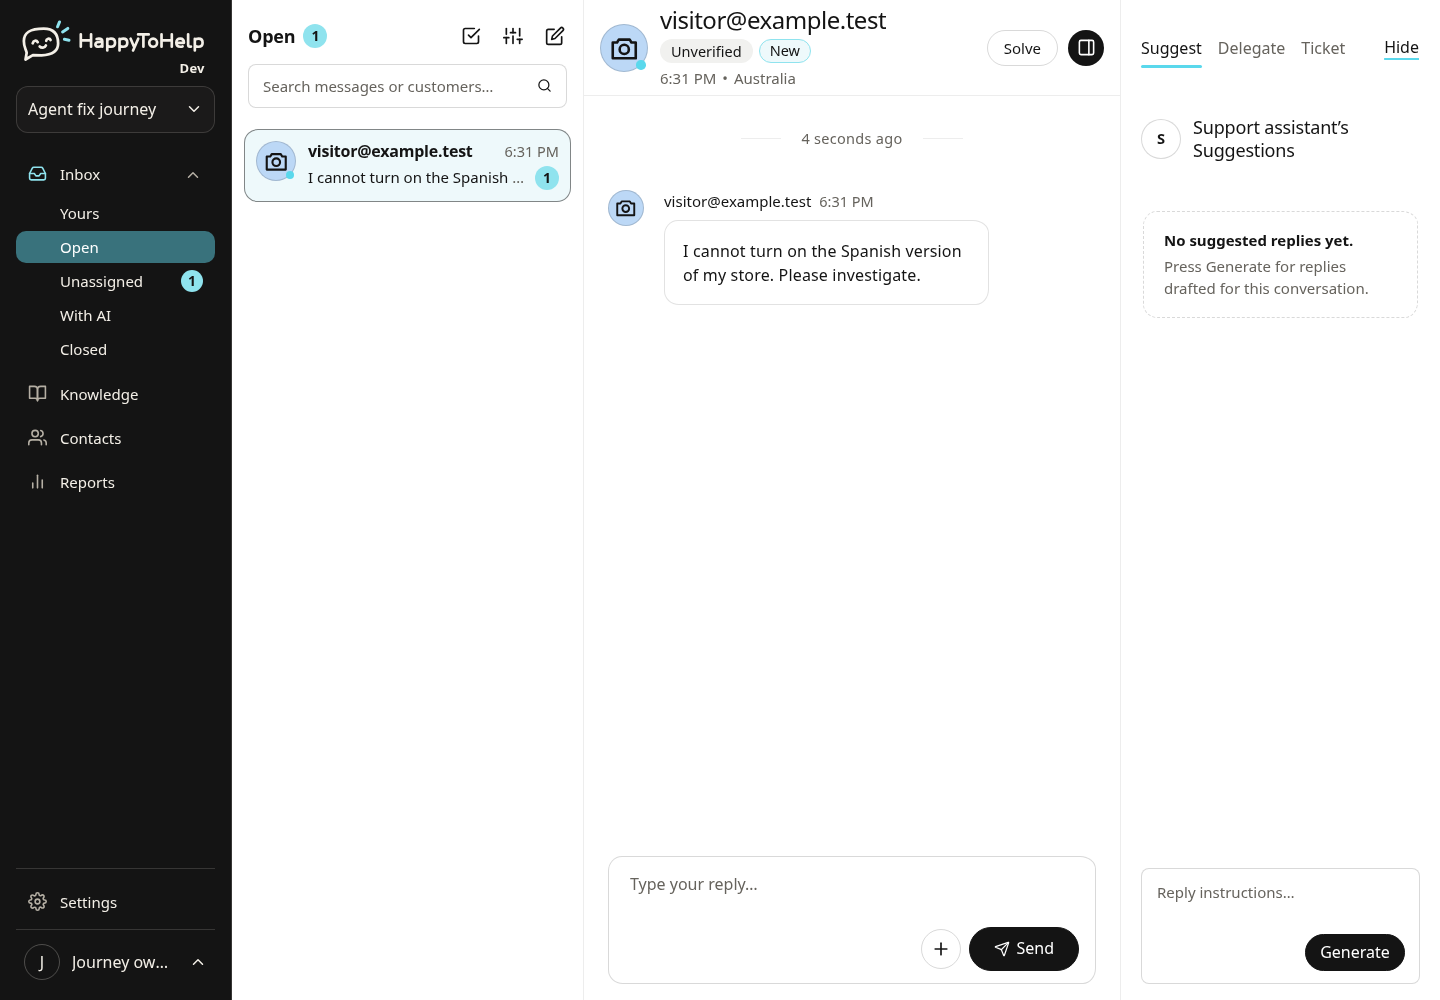 HappyToHelp
Dev
Agent fix journey
Inbox
Yours
Open
Unassigned 1
With AI
Closed
Knowledge
Contacts
Reports
Settings
J Journey ow...
Open 1
Search messages or customers...
visitor@example.test 6:31 PM
I cannot turn on the Spanish ... 1
visitor@example.test
Unverified New
6:31 PM • Australia
Solve
4 seconds ago
visitor@example.test 6:31 PM
I cannot turn on the Spanish version
of my store. Please investigate.
Type your reply...
Send
Suggest Delegate Ticket Hide
S Support assistant’s
Suggestions
No suggested replies yet.
Press Generate for replies
drafted for this conversation.
Reply instructions...
Generate